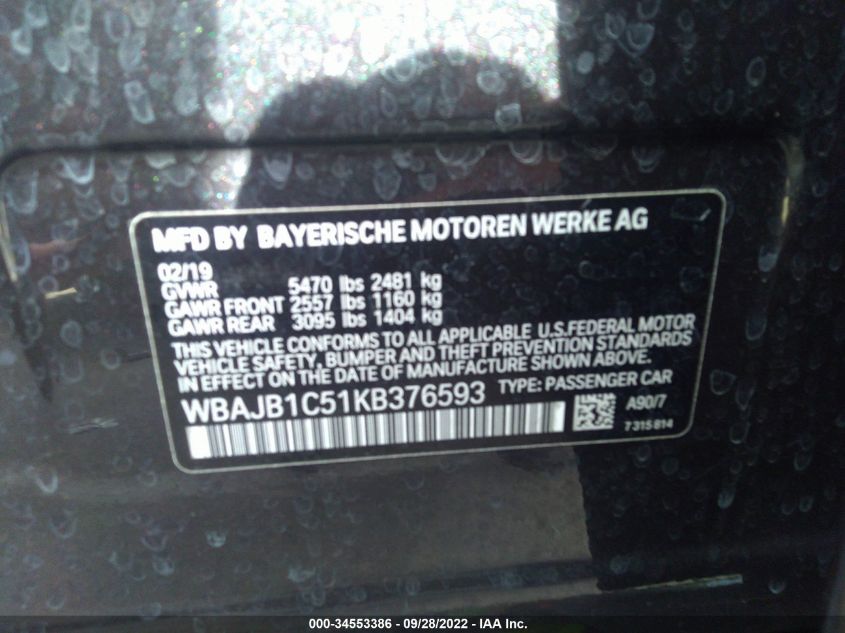 MFD BY BAYERISCHE MOTOREN WERKE AG
02/19
GVWR 5470 lbs 2481 kg
GAWR FRONT 2557 lbs 1160 kg
GAWR REAR 3095 lbs 1404 kg
THIS VEHICLE CONFORMS TO ALL APPLICABLE U.S.FEDERAL MOTOR
VEHICLE SAFETY, BUMPER AND THEFT PREVENTION STANDARDS
IN EFFECT ON THE DATE OF MANUFACTURE SHOWN ABOVE.
WBAJB1C51KB376593 TYPE: PASSENGER CAR
A90/7
7 315 814
000-34553386 - 09/28/2022 - IAA Inc.